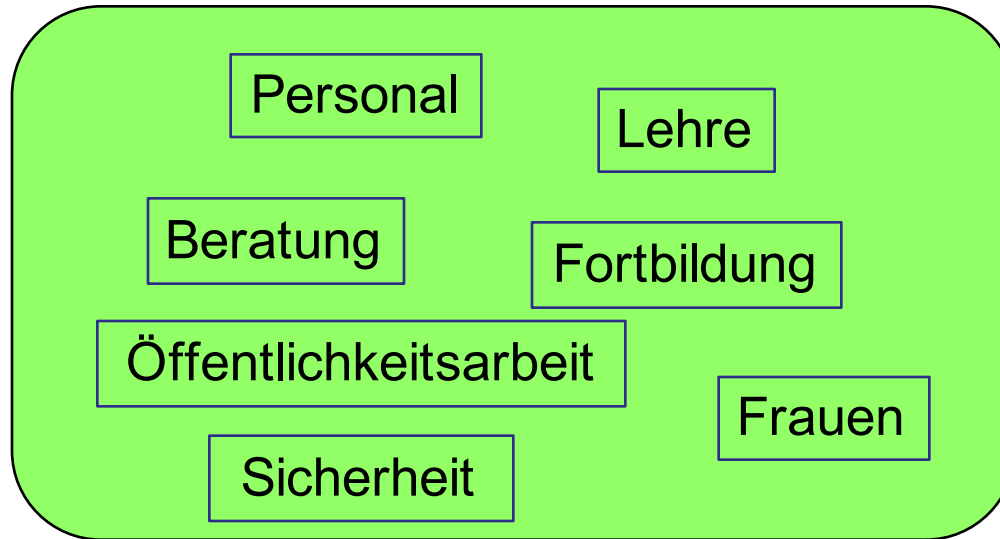 Personal
Lehre
Beratung
Fortbildung
Öffentlichkeitsarbeit
Frauen
Sicherheit